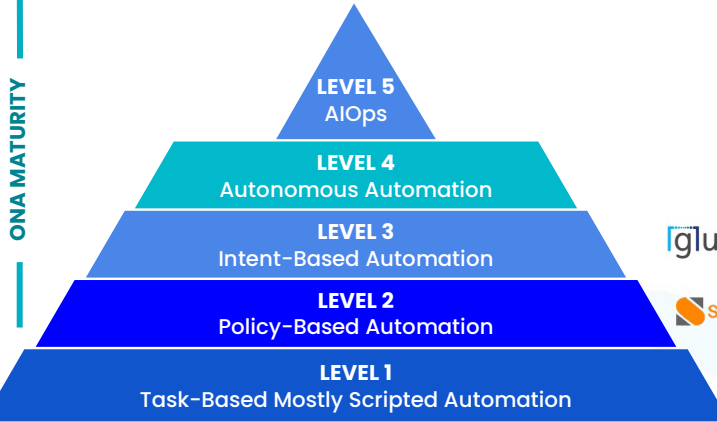 ONA MATURITY
LEVEL 5
AIOps
LEVEL 4
Autonomous Automation
LEVEL 3
Intent-Based Automation
LEVEL 2
Policy-Based Automation
LEVEL 1
Task-Based Mostly Scripted Automation